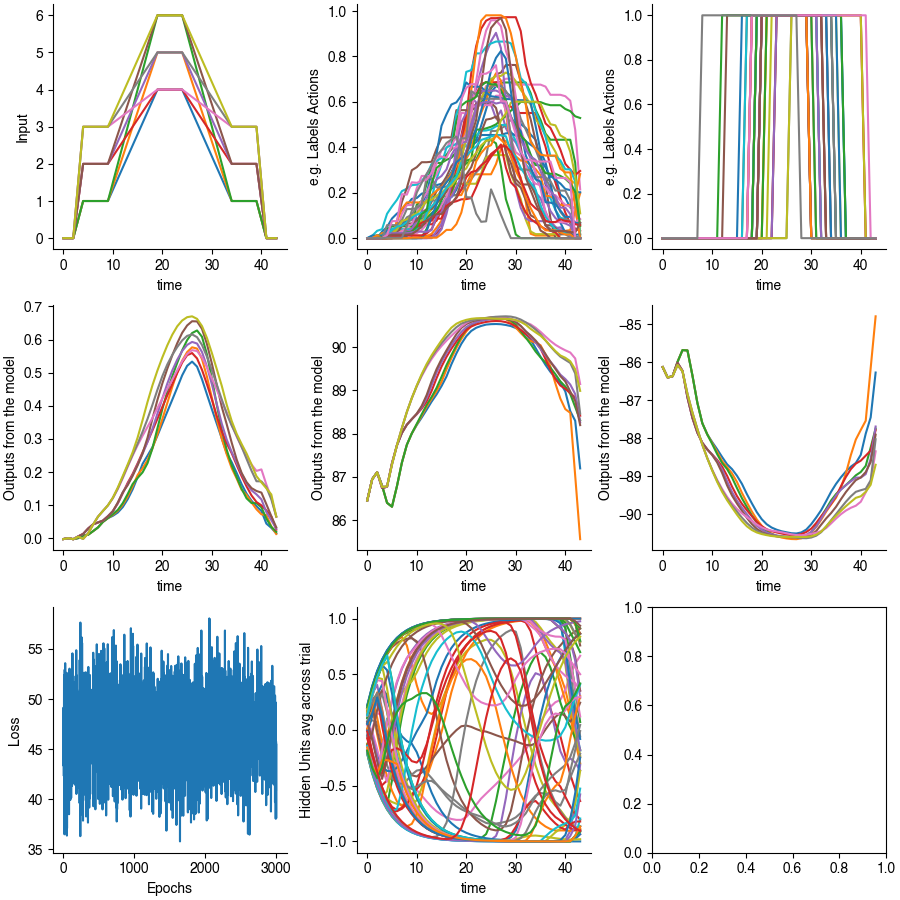 6
5
4
3
2
1
0
Input
0 10 20 30 40
time
1.0
0.8
0.6
0.4
0.2
0.0
e.g. Labels Actions
0 10 20 30 40
time
1.0
0.8
0.6
0.4
0.2
0.0
e.g. Labels Actions
0 10 20 30 40
time
0.7
0.6
0.5
0.4
0.3
0.2
0.1
0.0
Outputs from the model
0 10 20 30 40
time
90
89
88
87
86
Outputs from the model
0 10 20 30 40
time
−85
−86
−87
−88
−89
−90
Outputs from the model
0 10 20 30 40
time
55
50
45
40
35
Loss
0 1000 2000 3000
Epochs
1.0
0.5
0.0
−0.5
−1.0
Hidden Units avg across trial
0 10 20 30 40
time
1.0
0.8
0.6
0.4
0.2
0.0
0.0 0.2 0.4 0.6 0.8 1.0